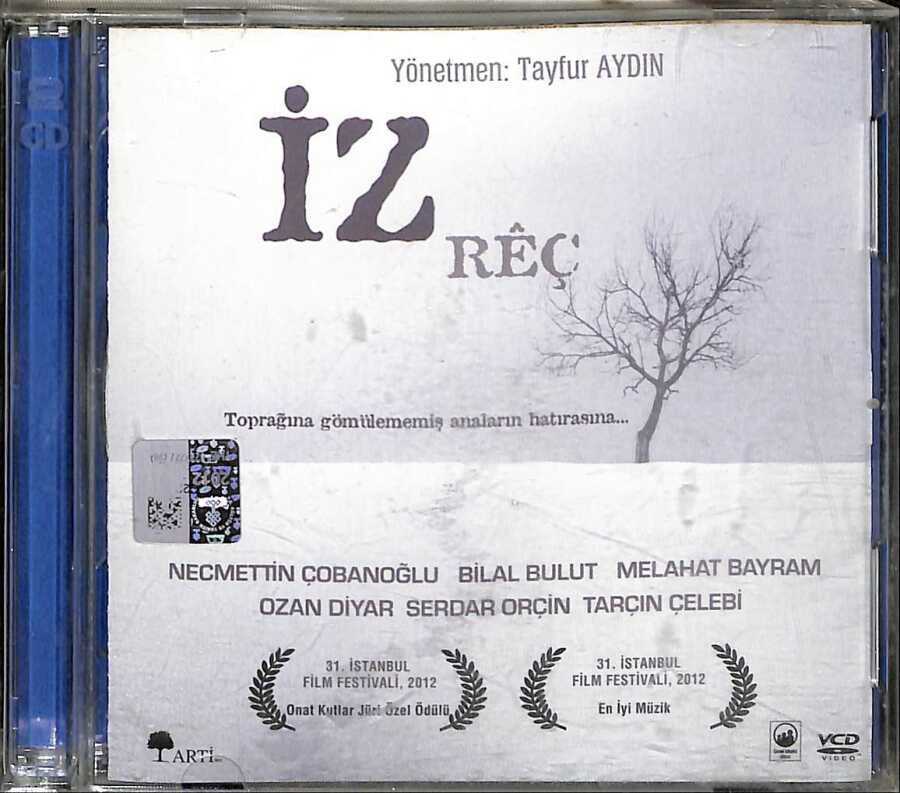 Yönetmen: Tayfur AYDIN
İZ
RÊÇ
Toprağına gömülememiş anaların hatırasına...
NECMETTİN ÇOBANOĞLU BİLAL BULUT MELAHAT BAYRAM
OZAN DİYAR SERDAR ORÇİN TARÇIN ÇELEBİ
31. İSTANBUL
FİLM FESTİVALİ, 2012
Onat Kutlar Jüri Özel Ödülü
31. İSTANBUL
FİLM FESTİVALİ, 2012
En İyi Müzik
ARTİ
VCD
VIDEO
2
CD